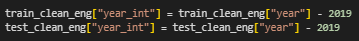 train_clean_eng["year_int"] = train_clean_eng["year"] - 2019
test_clean_eng["year_int"] = test_clean_eng["year"] - 2019